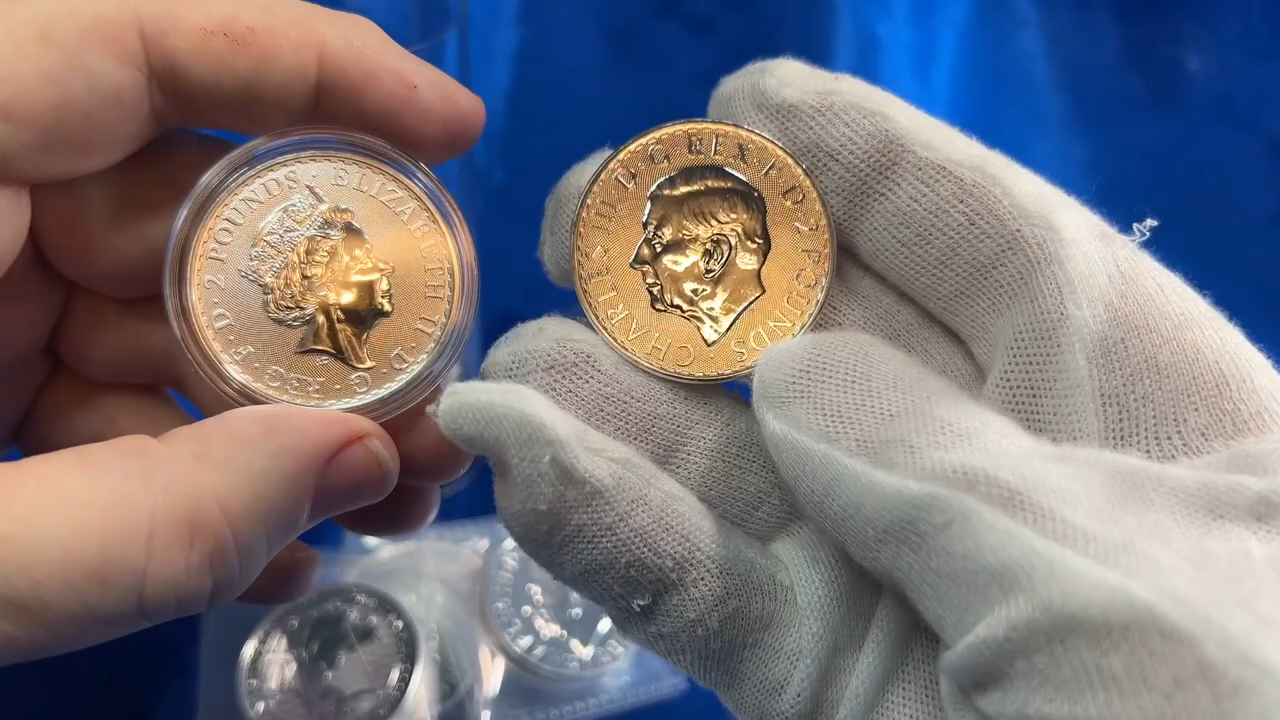 · 2 POUNDS · ELIZABETH II · D · G · REG · F · D
CHARLES III · D · G · REX · F · D · 2 POUNDS ·